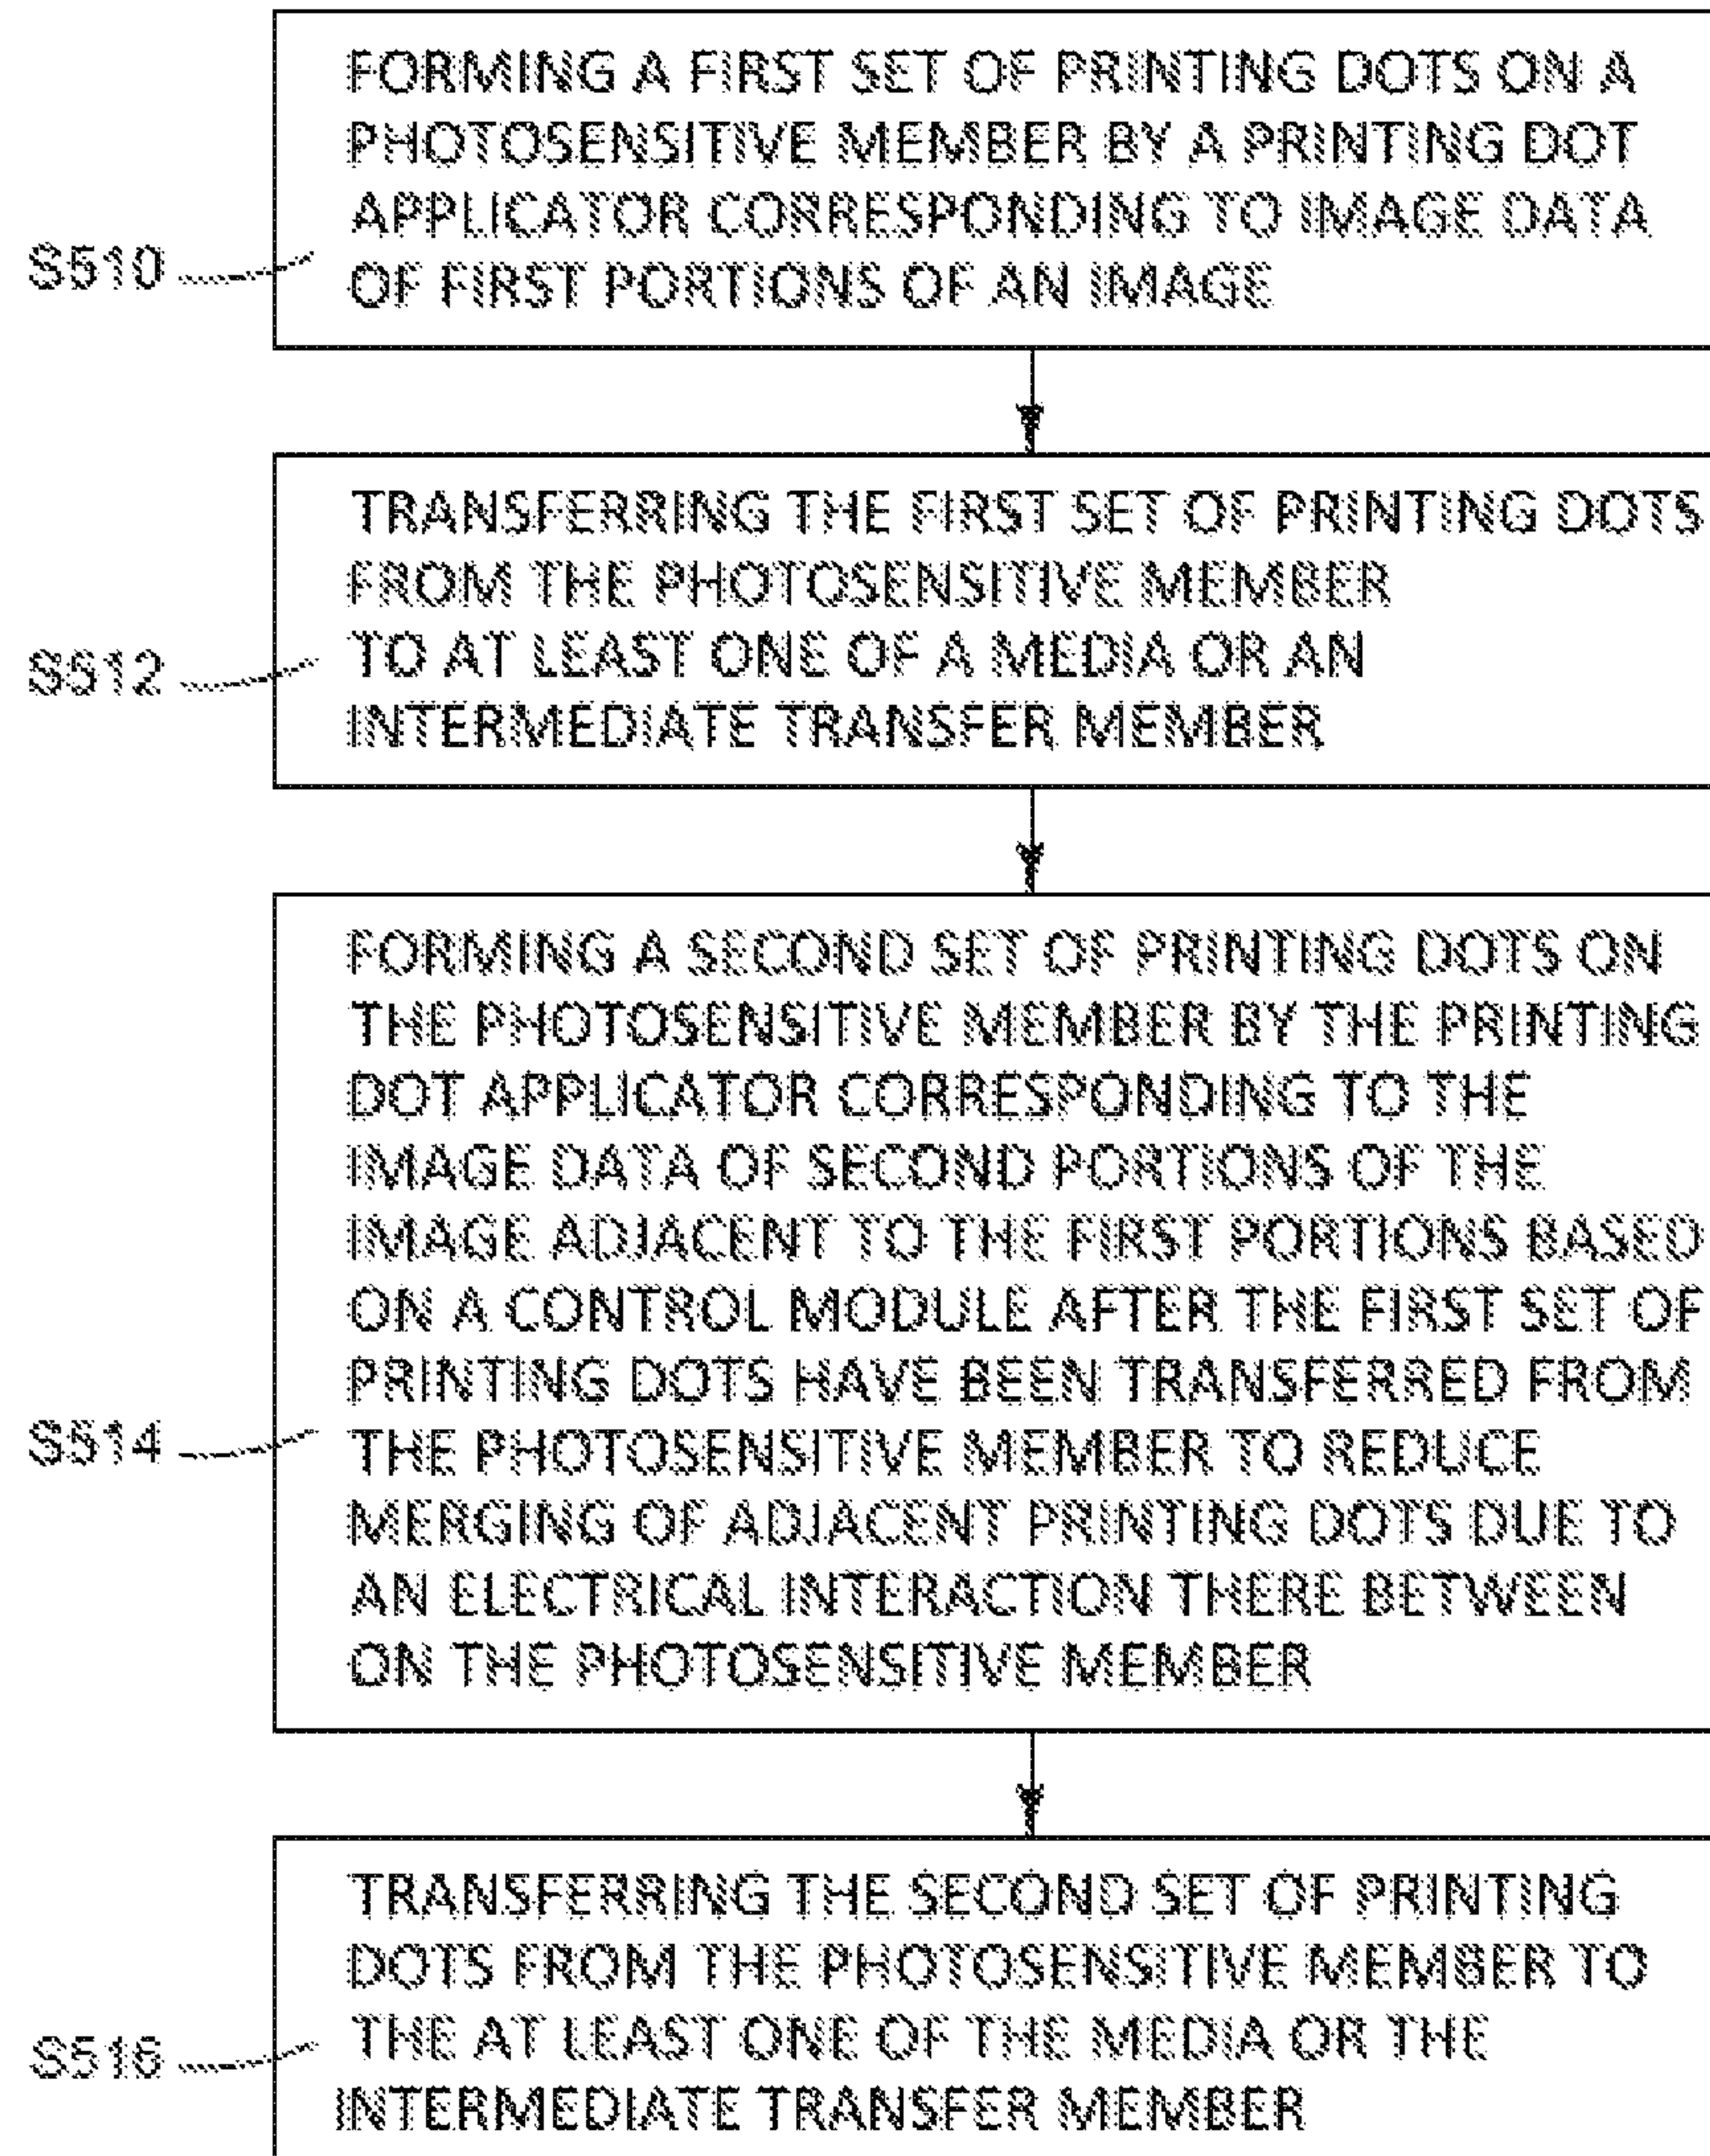 FORMING A FIRST SET OF PRINTING DOTS ON A
PHOTOSENSITIVE MEMBER BY A PRINTING DOT
APPLICATOR CORRESPONDING TO IMAGE DATA
OF FIRST PORTIONS OF AN IMAGE
S510
TRANSFERRING THE FIRST SET OF PRINTING DOTS
FROM THE PHOTOSENSITIVE MEMBER
TO AT LEAST ONE OF A MEDIA OR AN
INTERMEDIATE TRANSFER MEMBER
S512
FORMING A SECOND SET OF PRINTING DOTS ON
THE PHOTOSENSITIVE MEMBER BY THE PRINTING
DOT APPLICATOR CORRESPONDING TO THE
IMAGE DATA OF SECOND PORTIONS OF THE
IMAGE ADJACENT TO THE FIRST PORTIONS BASED
ON A CONTROL MODULE AFTER THE FIRST SET OF
PRINTING DOTS HAVE BEEN TRANSFERRED FROM
THE PHOTOSENSITIVE MEMBER TO REDUCE
MERGING OF ADJACENT PRINTING DOTS DUE TO
AN ELECTRICAL INTERACTION THERE BETWEEN
ON THE PHOTOSENSITIVE MEMBER
S514
TRANSFERRING THE SECOND SET OF PRINTING
DOTS FROM THE PHOTOSENSITIVE MEMBER TO
THE AT LEAST ONE OF THE MEDIA OR THE
INTERMEDIATE TRANSFER MEMBER
S516